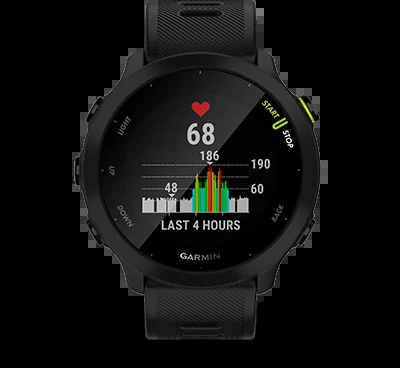 LIGHT
START
STOP
68
186
190
48
60
LAST 4 HOURS
UP
DOWN
BACK
GARMIN